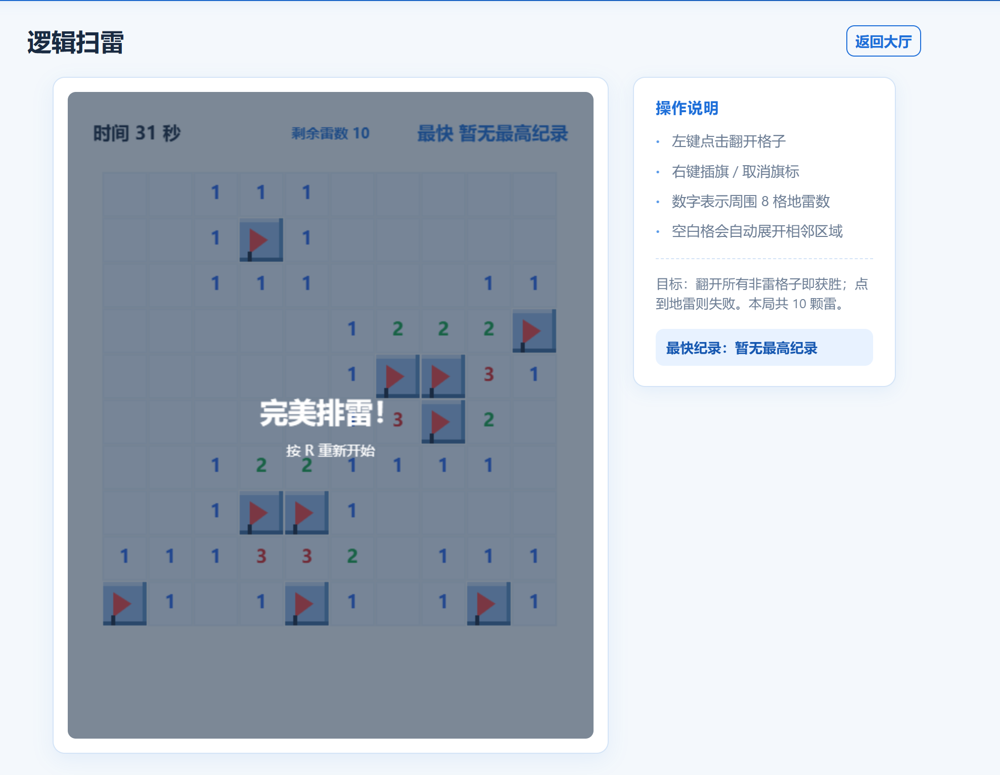 逻辑扫雷
返回大厅
时间 31 秒
剩余雷数 10
最快 暂无最高纪录
1 1 1
1 1
1 1 1 1 1
1 2 2 2
1 3 1
完美排雷！
3 2
按 R 重新开始
1 2 2 1 1 1 1
1 1
1 1 1 3 3 2 1 1 1
1 1 1 1 1
操作说明
• 左键点击翻开格子
• 右键插旗 / 取消旗标
• 数字表示周围 8 格地雷数
• 空白格会自动展开相邻区域
目标：翻开所有非雷格子即获胜；点
到地雷则失败。本局共 10 颗雷。
最快纪录：暂无最高纪录